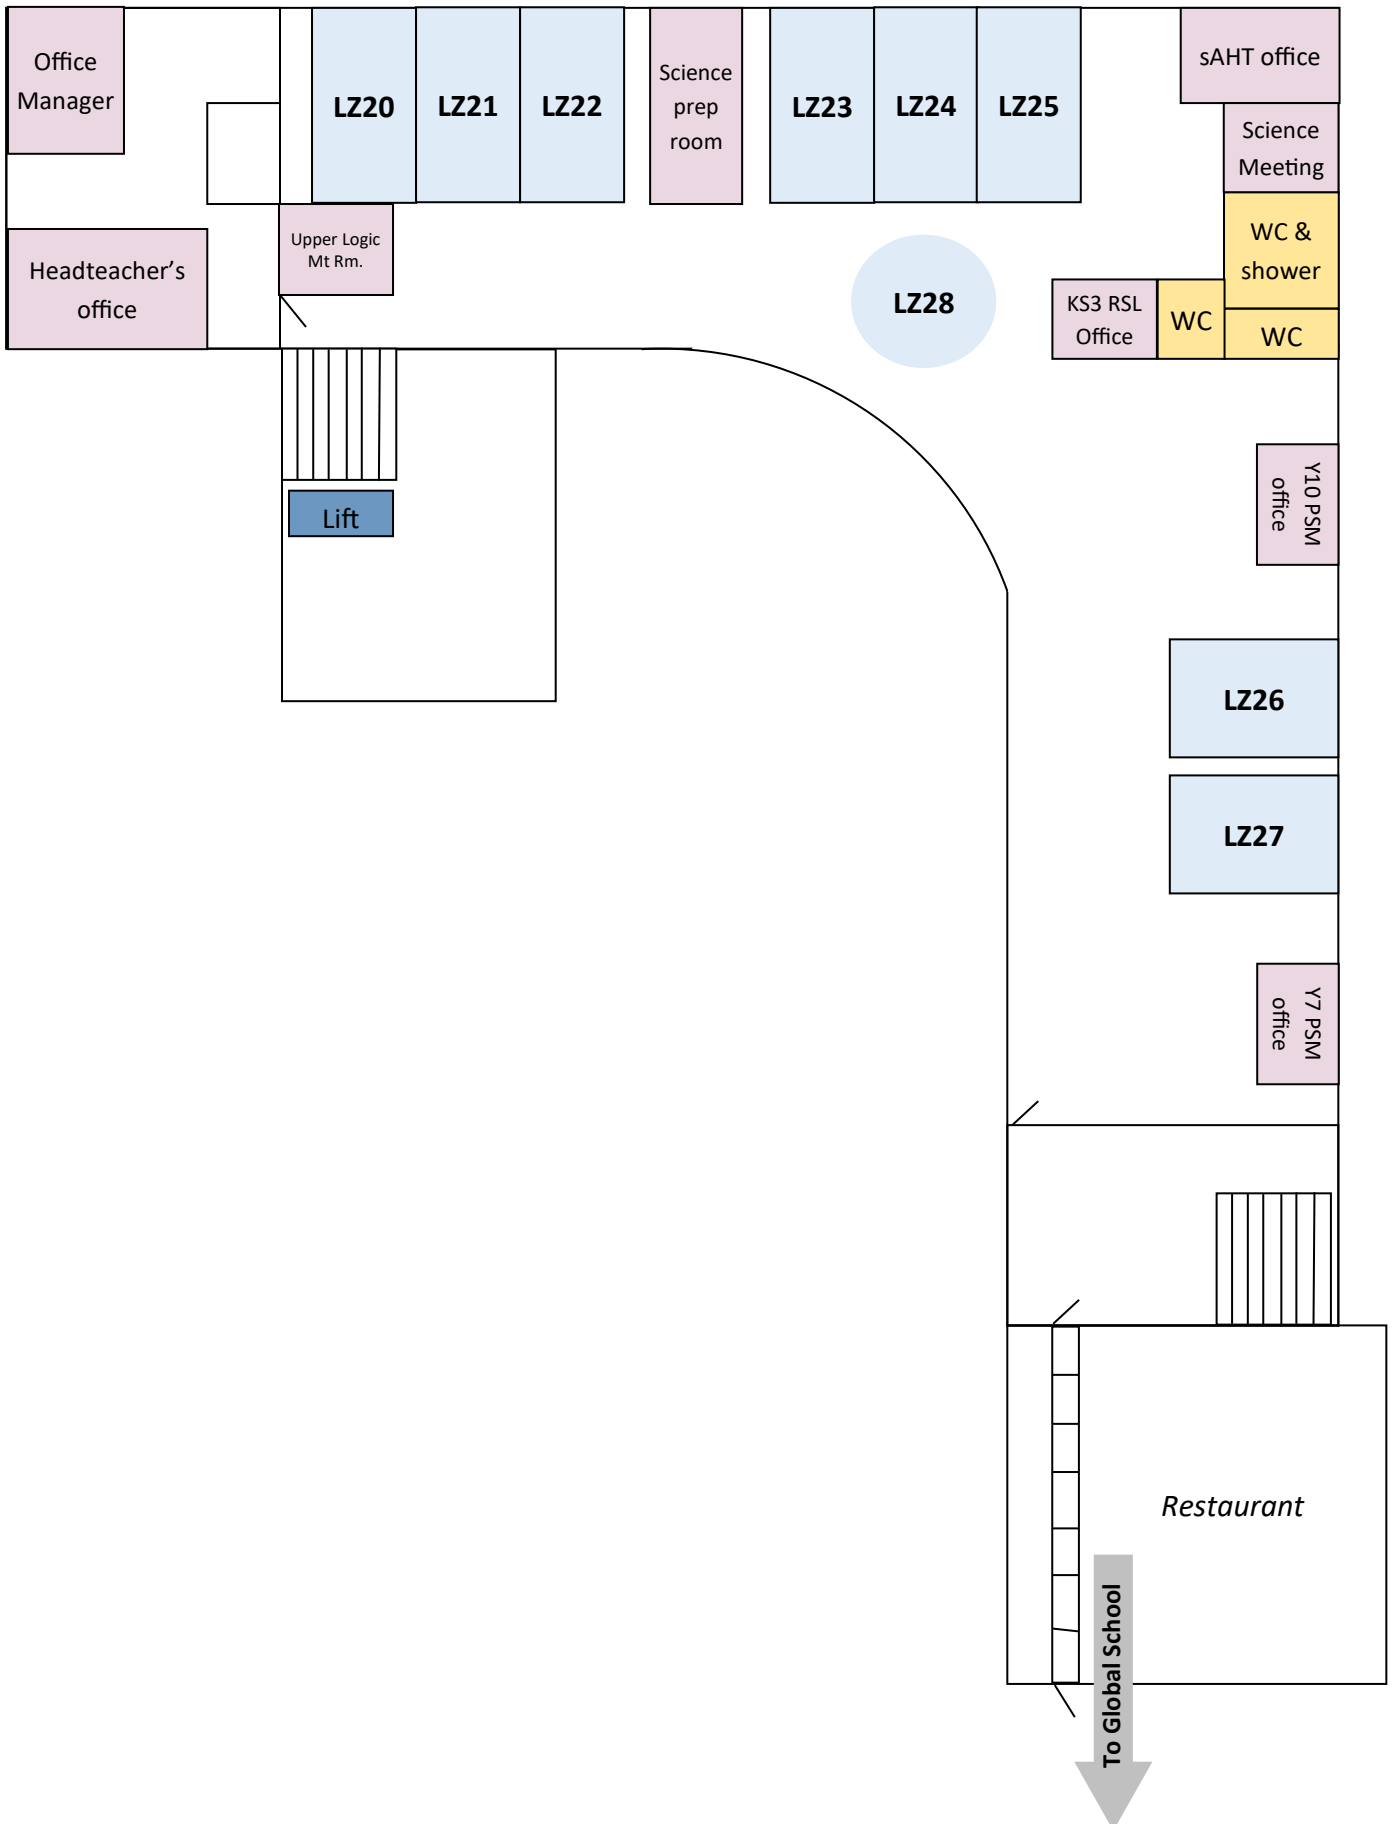 Office
Manager
LZ20
LZ21
LZ22
Science
prep
room
LZ23
LZ24
LZ25
sAHT office
Science
Meeting
WC &
shower
WC
WC
KS3 RSL
Office
LZ28
Upper Logic
Mt Rm.
Headteacher’s
office
Lift
Y10 PSM
office
LZ26
LZ27
Y7 PSM
office
Restaurant
To Global School